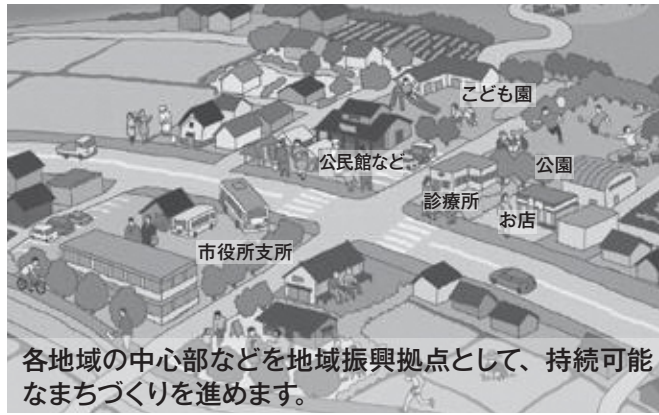 こども園
公民館など
公園
診療所
お店
市役所支所
各地域の中心部などを地域振興拠点として、持続可能
なまちづくりを進めます。